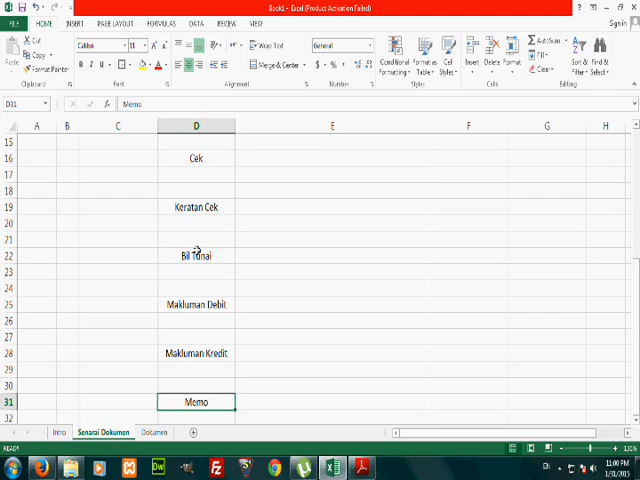 Book1 - Excel (Product Activation Failed)
FILE HOME INSERT PAGE LAYOUT FORMULAS DATA REVIEW VIEW Sign in
Cut
Copy
Format Painter
Paste
Clipboard
Calibri 11
B I U
Font
Wrap Text
Merge & Center
Alignment
General
$ % ,
Number
Conditional Formatting
Format as Table
Cell Styles
Styles
Insert Delete Format
Cells
AutoSum
Fill
Clear
Sort & Filter
Find & Select
Editing
D31 Memo
A B C D E F G H
15
16 Cek
17
18
19 Keratan Cek
20
21
22 Bil Tunai
23
24
25 Makluman Debit
26
27
28 Makluman Kredit
29
30
31 Memo
32
Intro Senarai Dokumen Dokumen
READY 130%
EN 11:00 PM
1/31/2015